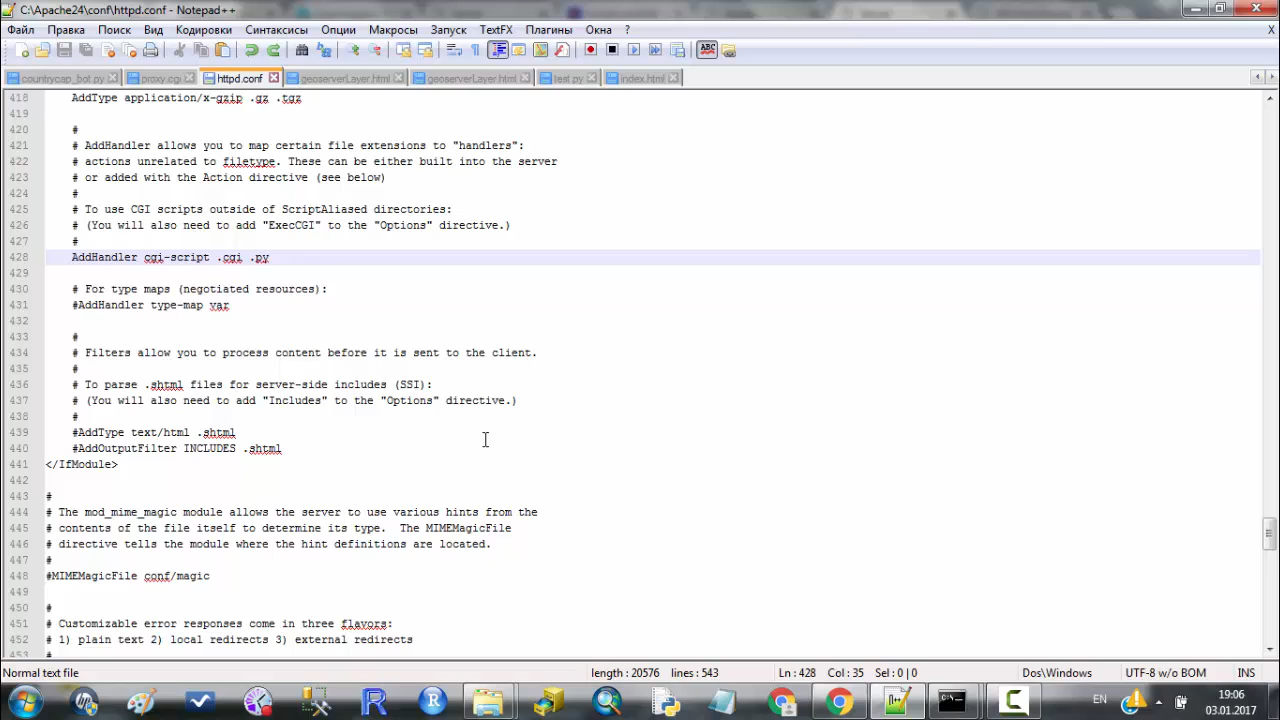 C:\Apache24\conf\httpd.conf - Notepad++
Файл Правка Поиск Вид Кодировки Синтаксисы Опции Макросы Запуск TextFX Плагины Окна ? X
ABC
countrycap_bot.py proxy.cgi httpd.conf geoserverLayer.html geoserverLayer.html test.py index.html
418 AddType application/x-gzip .gz .tgz
419
420 #
421 # AddHandler allows you to map certain file extensions to "handlers":
422 # actions unrelated to filetype. These can be either built into the server
423 # or added with the Action directive (see below)
424 #
425 # To use CGI scripts outside of ScriptAliased directories:
426 # (You will also need to add "ExecCGI" to the "Options" directive.)
427 #
428 AddHandler cgi-script .cgi .py
429
430 # For type maps (negotiated resources):
431 #AddHandler type-map var
432
433 #
434 # Filters allow you to process content before it is sent to the client.
435 #
436 # To parse .shtml files for server-side includes (SSI):
437 # (You will also need to add "Includes" to the "Options" directive.)
438 #
439 #AddType text/html .shtml
440 #AddOutputFilter INCLUDES .shtml
441 </IfModule>
442
443 #
444 # The mod_mime_magic module allows the server to use various hints from the
445 # contents of the file itself to determine its type.  The MIMEMagicFile
446 # directive tells the module where the hint definitions are located.
447 #
448 #MIMEMagicFile conf/magic
449
450 #
451 # Customizable error responses come in three flavors:
452 # 1) plain text 2) local redirects 3) external redirects
453 #
Normal text file length : 20576 lines : 543 Ln : 428 Col : 35 Sel : 0 | 0 Dos\Windows UTF-8 w/o BOM INS
EN 19:06
03.01.2017